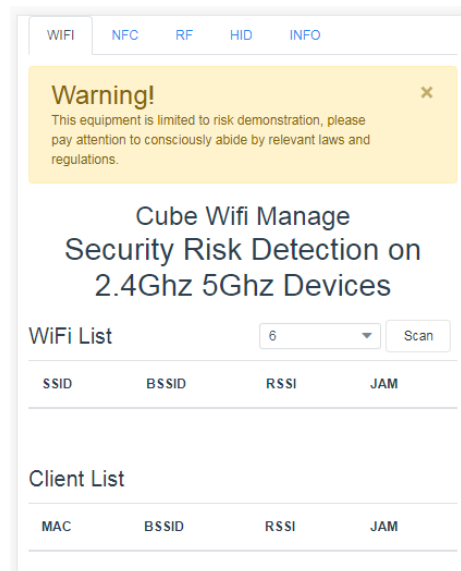 WIFI NFC RF HID INFO
Warning! ×
This equipment is limited to risk demonstration, please
pay attention to consciously abide by relevant laws and
regulations.
Cube Wifi Manage
Security Risk Detection on
2.4Ghz 5Ghz Devices
WiFi List 6 Scan
SSID BSSID RSSI JAM
Client List
MAC BSSID RSSI JAM